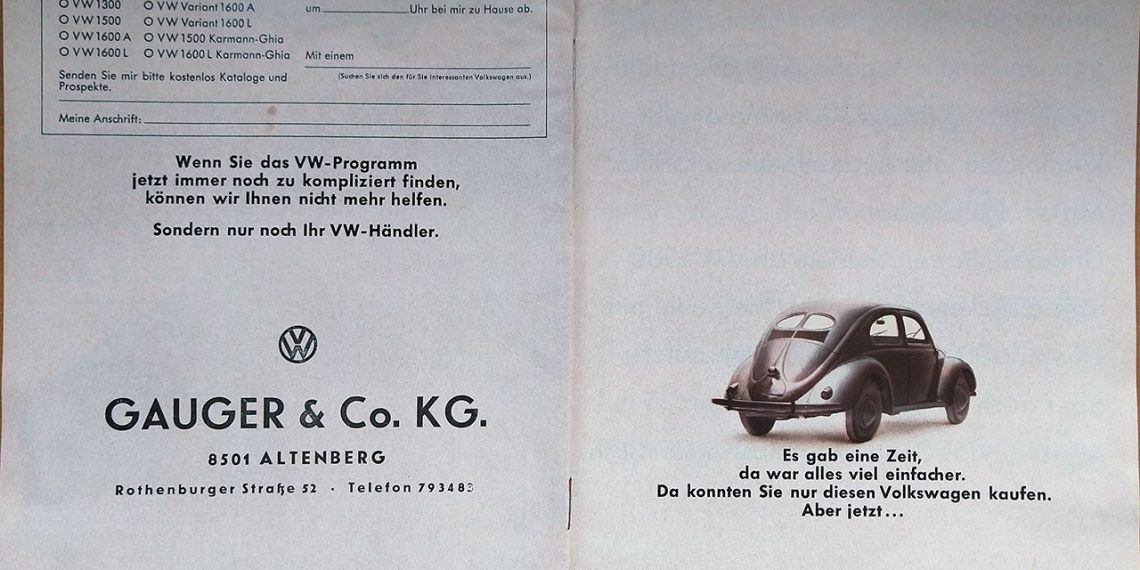 O VW 1300
O VW 1500
O VW 1600 A
O VW 1600 L
O VW Variant 1600 A
O VW Variant 1600 L
O VW 1500 Karmann-Ghia
O VW 1600 L Karmann-Ghia
Senden Sie mir bitte kostenlos Kataloge und
Prospekte.
um Uhr bei mir zu Hause ab.
Mit einem
(Suchen Sie sich den für Sie interessanten Volkswagen aus.)
Meine Anschrift:
Wenn Sie das VW-Programm
jetzt immer noch zu kompliziert finden,
können wir Ihnen nicht mehr helfen.
Sondern nur noch Ihr VW-Händler.
VW
GAUGER & Co. KG.
8501 ALTENBERG
Rothenburger Straße 52 · Telefon 793483
Es gab eine Zeit,
da war alles viel einfacher.
Da konnten Sie nur diesen Volkswagen kaufen.
Aber jetzt...